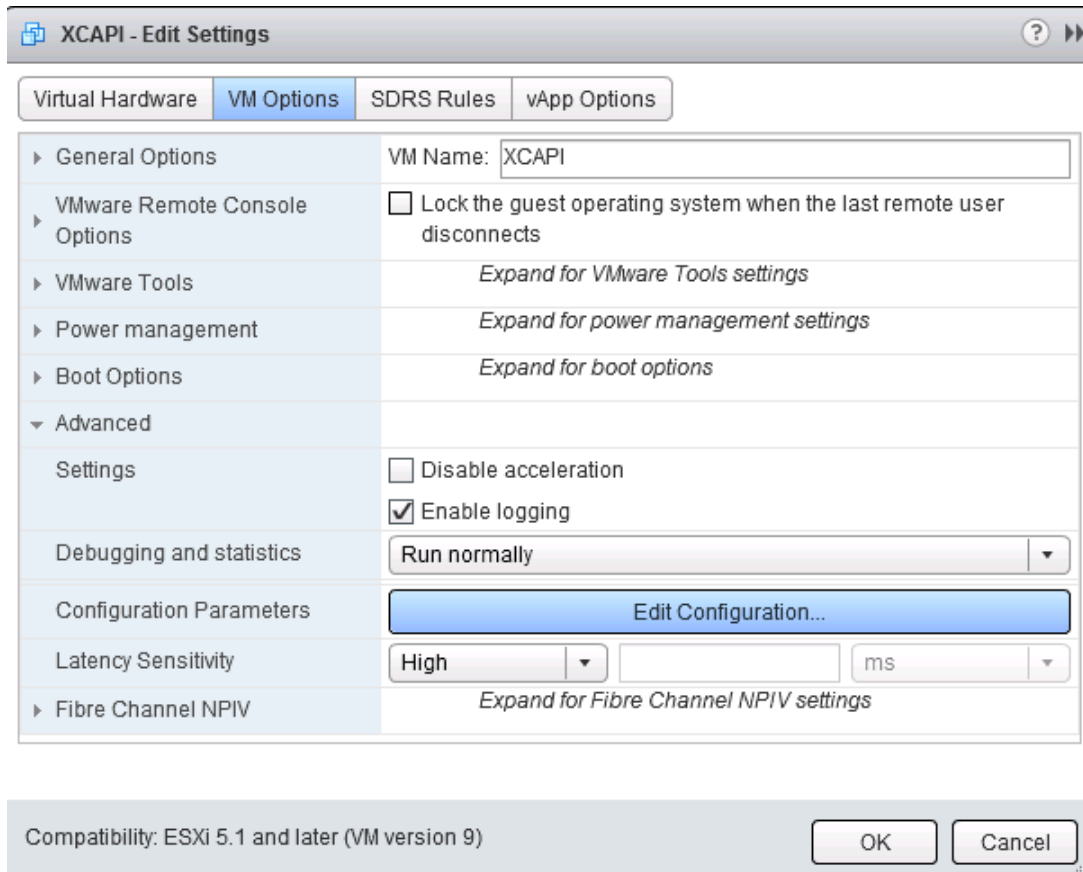 XCAPI - Edit Settings ?
Virtual Hardware VM Options SDRS Rules vApp Options
General Options VM Name: XCAPI
VMware Remote Console Options Lock the guest operating system when the last remote user disconnects
VMware Tools Expand for VMware Tools settings
Power management Expand for power management settings
Boot Options Expand for boot options
Advanced
Settings Disable acceleration
Enable logging
Debugging and statistics Run normally
Configuration Parameters Edit Configuration...
Latency Sensitivity High ms
Fibre Channel NPIV Expand for Fibre Channel NPIV settings
Compatibility: ESXi 5.1 and later (VM version 9) OK Cancel